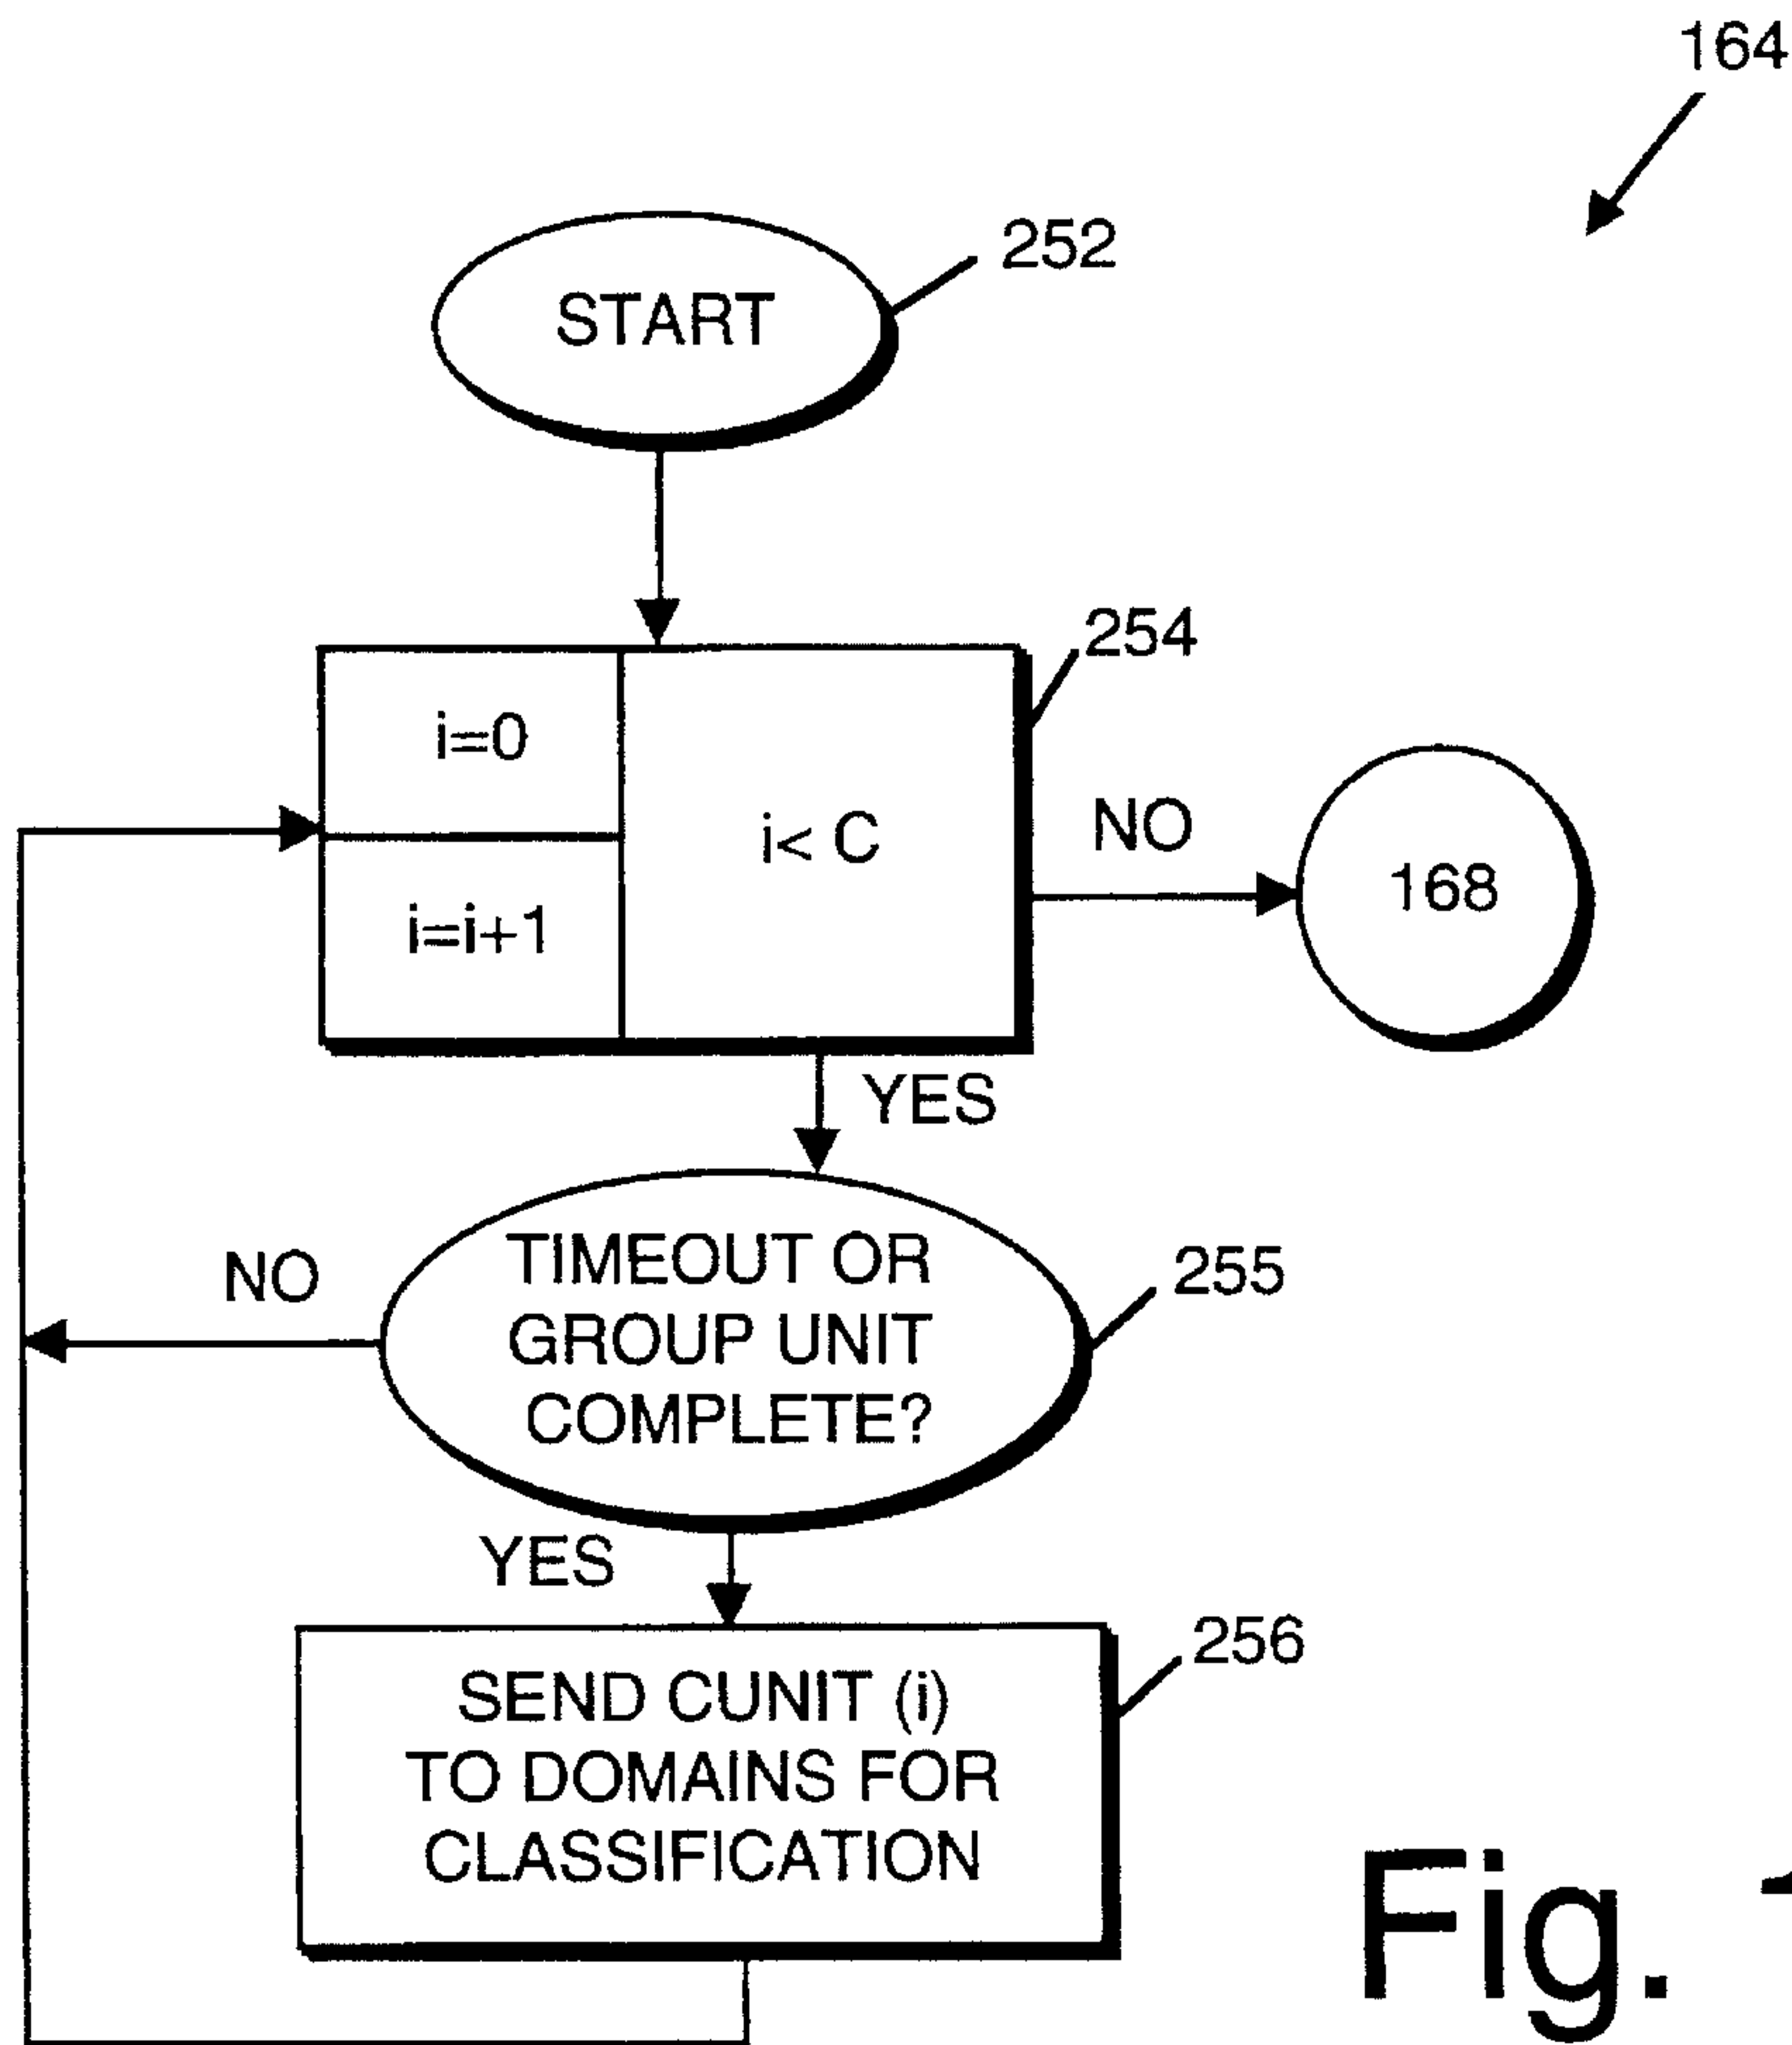 164
252
START
254
i=0
i< C
NO
168
i=i+1
YES
NO
TIMEOUT OR
GROUP UNIT
COMPLETE?
255
YES
256
SEND CUNIT (i)
TO DOMAINS FOR
CLASSIFICATION
Fig.